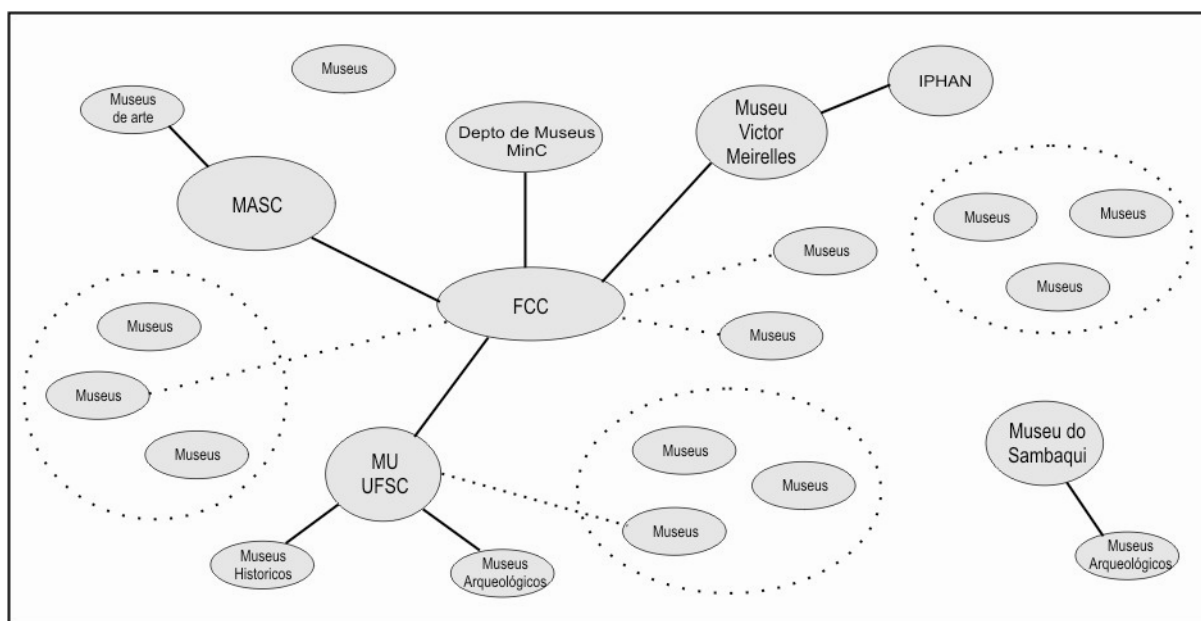 Museus
IPHAN
Museus
de arte
Museu
Victor
Meirelles
Depto de Museus
MinC
MASC
Museus
Museus
Museus
Museus
Museus
FCC
Museus
Museus
Museus
Museus
Museus
Museus
Museus
Museu do
Sambaqui
MU
UFSC
Museus
Museus
Historicos
Museus
Arqueológicos
Museus
Arqueológicos